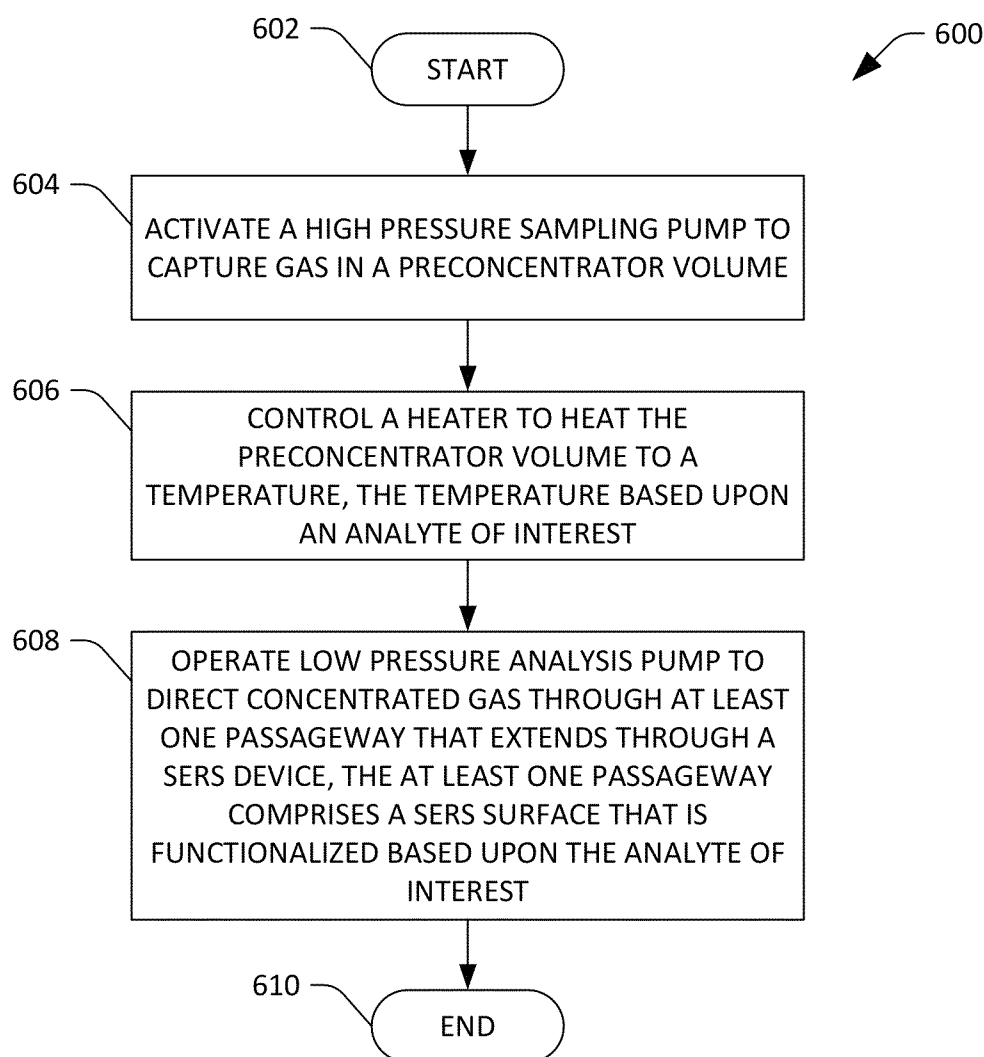 602
START
600
604
ACTIVATE A HIGH PRESSURE SAMPLING PUMP TO
CAPTURE GAS IN A PRECONCENTRATOR VOLUME
606
CONTROL A HEATER TO HEAT THE
PRECONCENTRATOR VOLUME TO A
TEMPERATURE, THE TEMPERATURE BASED UPON
AN ANALYTE OF INTEREST
608
OPERATE LOW PRESSURE ANALYSIS PUMP TO
DIRECT CONCENTRATED GAS THROUGH AT LEAST
ONE PASSAGEWAY THAT EXTENDS THROUGH A
SERS DEVICE, THE AT LEAST ONE PASSAGEWAY
COMPRISES A SERS SURFACE THAT IS
FUNCTIONALIZED BASED UPON THE ANALYTE OF
INTEREST
610
END